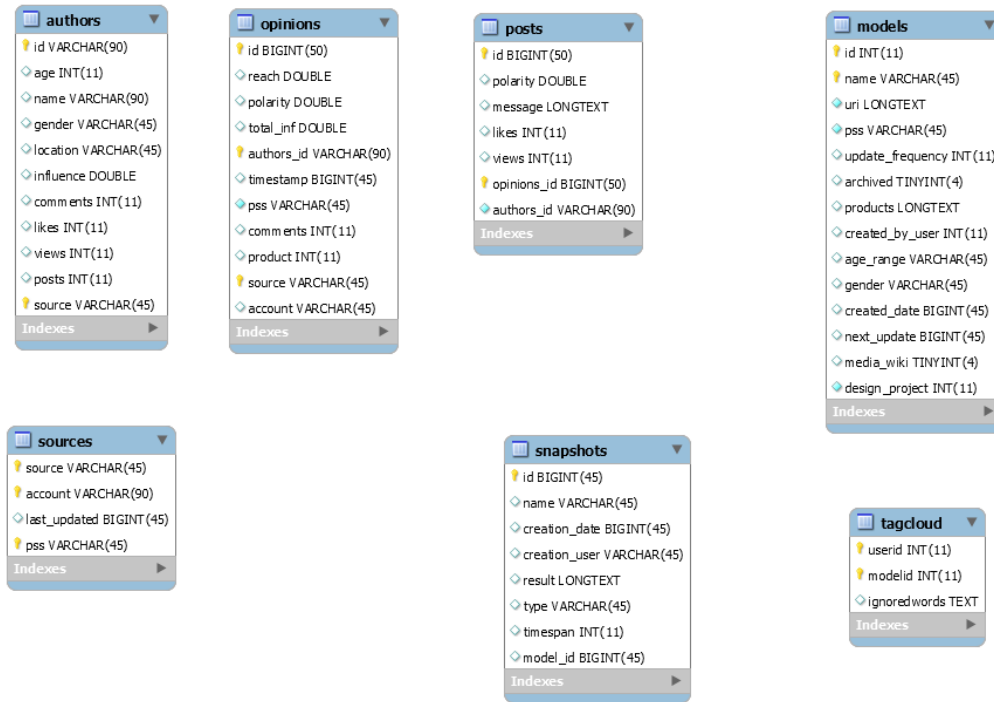 authors
id VARCHAR(90)
age INT(11)
name VARCHAR(90)
gender VARCHAR(45)
location VARCHAR(45)
influence DOUBLE
comments INT(11)
likes INT(11)
views INT(11)
posts INT(11)
source VARCHAR(45)
Indexes
opinions
id BIGINT(50)
reach DOUBLE
polarity DOUBLE
total_inf DOUBLE
authors_id VARCHAR(90)
timestamp BIGINT(45)
pss VARCHAR(45)
comments INT(11)
product INT(11)
source VARCHAR(45)
account VARCHAR(45)
Indexes
posts
id BIGINT(50)
polarity DOUBLE
message LONGTEXT
likes INT(11)
views INT(11)
opinions_id BIGINT(50)
authors_id VARCHAR(90)
Indexes
models
id INT(11)
name VARCHAR(45)
uri LONGTEXT
pss VARCHAR(45)
update_frequency INT(11)
archived TINYINT(4)
products LONGTEXT
created_by_user INT(11)
age_range VARCHAR(45)
gender VARCHAR(45)
created_date BIGINT(45)
next_update BIGINT(45)
media_wiki TINYINT(4)
design_project INT(11)
Indexes
sources
source VARCHAR(45)
account VARCHAR(90)
last_updated BIGINT(45)
pss VARCHAR(45)
Indexes
snapshots
id BIGINT(45)
name VARCHAR(45)
creation_date BIGINT(45)
creation_user VARCHAR(45)
result LONGTEXT
type VARCHAR(45)
timespan INT(11)
model_id BIGINT(45)
Indexes
tagcloud
userid INT(11)
modelid INT(11)
ignoredwords TEXT
Indexes